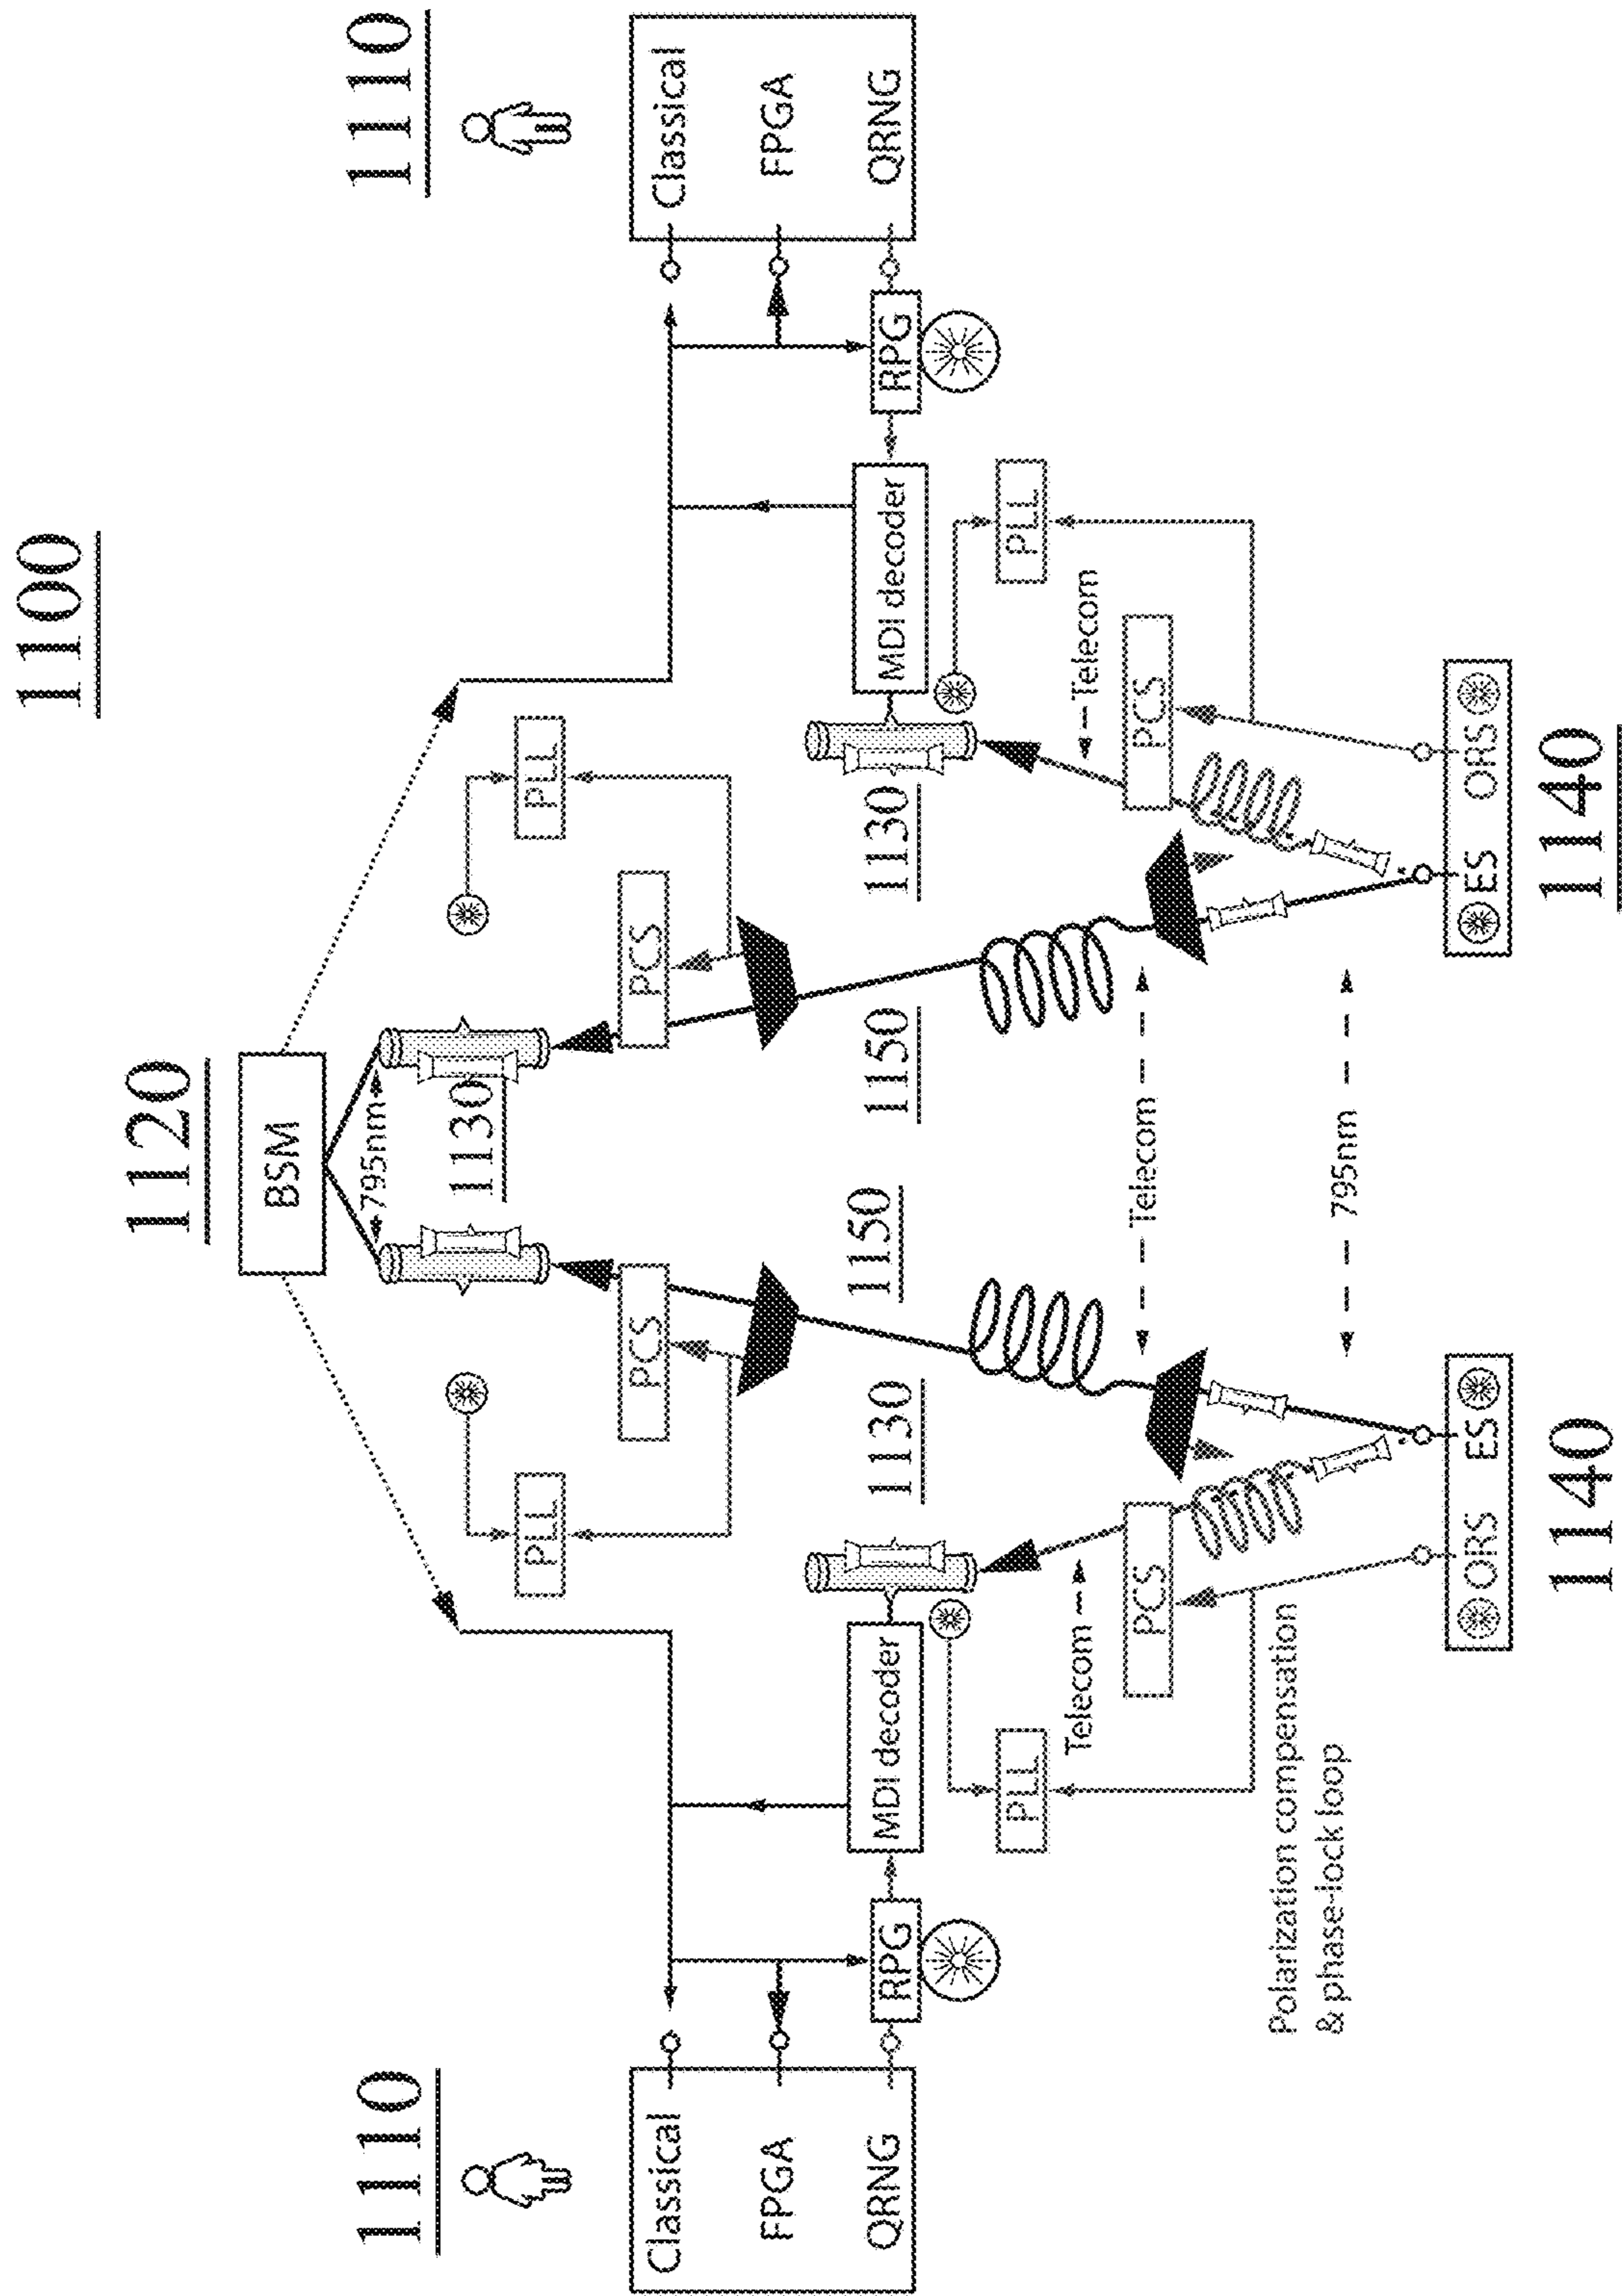 1100
1120
BSM
1110
1110
795nm
1130
PLL
PLL
PCS
PCS
Classical
FPGA
QRNG
Classical
FPGA
QRNG
RPG
MDI decoder
1130
1150
1150
1130
MDI decoder
RPG
PLL
Telecom
PCS
Telecom
Telecom
PCS
PLL
Polarization compensation
& phase-lock loop
795nm
ORS
ES
ES
ORS
1140
1140